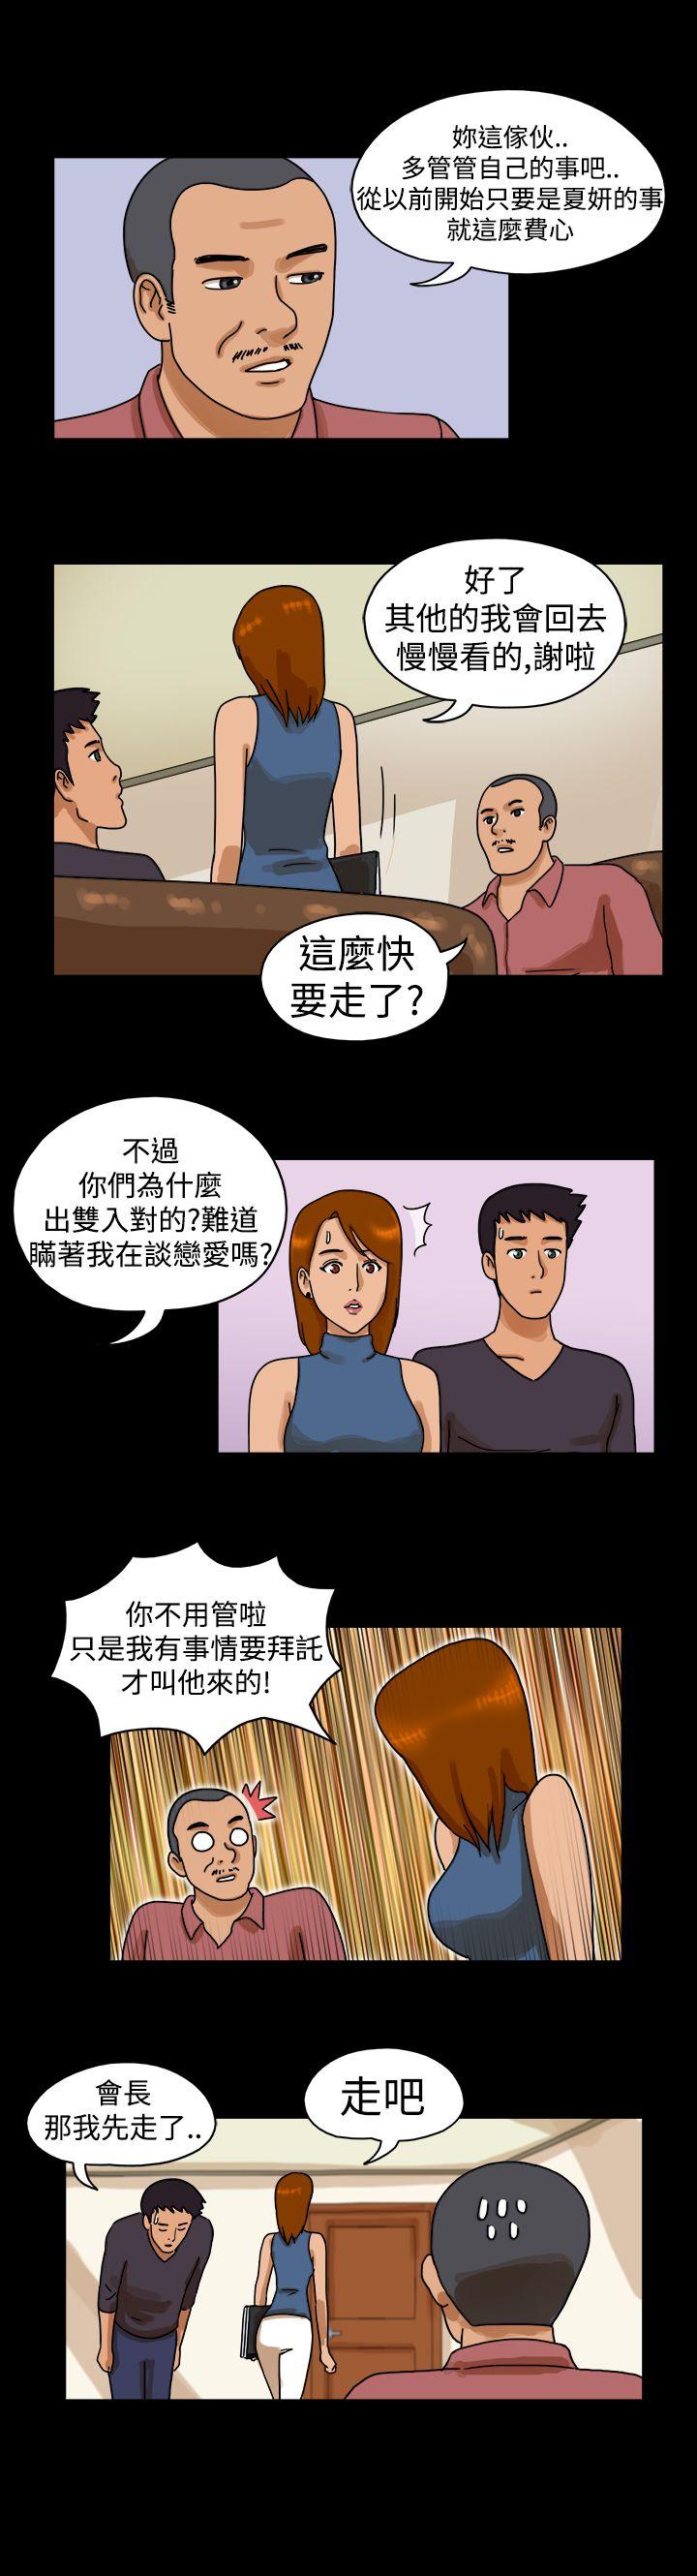 妳這傢伙..
多管管自己的事吧..
從以前開始只要是夏妍的事
就這麼費心
好了
其他的我會回去
慢慢看的,謝啦
這麼快
要走了?
不過
你們為什麼
出雙入對的?難道
瞞著我在談戀愛嗎?
你不用管啦
只是我有事情要拜託
才叫他來的!
會長
那我先走了..
走吧